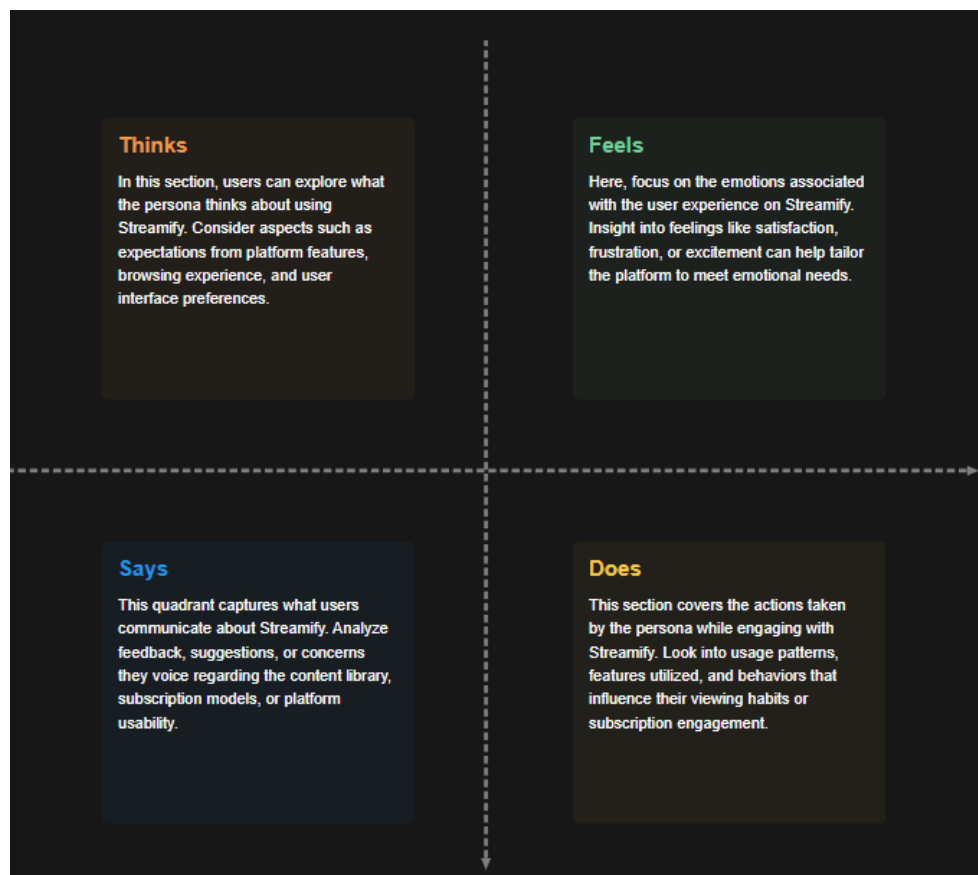 Thinks
In this section, users can explore what
the persona thinks about using
Streamify. Consider aspects such as
expectations from platform features,
browsing experience, and user
interface preferences.
Feels
Here, focus on the emotions associated
with the user experience on Streamify.
Insight into feelings like satisfaction,
frustration, or excitement can help tailor
the platform to meet emotional needs.
Says
This quadrant captures what users
communicate about Streamify. Analyze
feedback, suggestions, or concerns
they voice regarding the content library,
subscription models, or platform
usability.
Does
This section covers the actions taken
by the persona while engaging with
Streamify. Look into usage patterns,
features utilized, and behaviors that
influence their viewing habits or
subscription engagement.